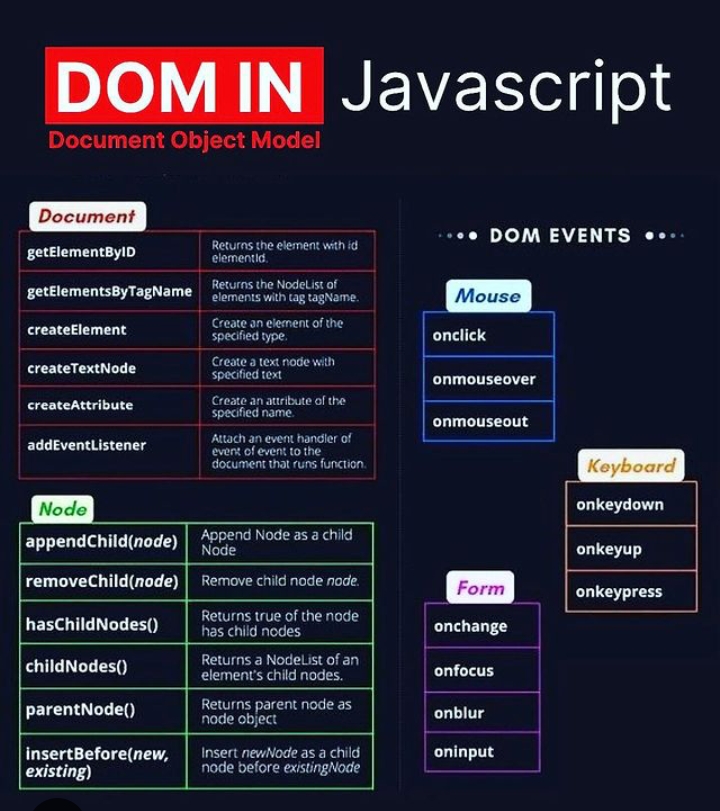 DOM IN Javascript
Document Object Model
Document
getElementByID
Returns the element with id
elementId.
getElementsByTagName
Returns the NodeList of
elements with tag tagName.
createElement
Create an element of the
specified type.
createTextNode
Create a text node with
specified text
createAttribute
Create an attribute of the
specified name.
addEventListener
Attach an event handler of
event of event to the
document that runs function.
Node
appendChild(node)
Append Node as a child
Node
removeChild(node)
Remove child node node.
hasChildNodes()
Returns true of the node
has child nodes
childNodes()
Returns a NodeList of an
element's child nodes.
parentNode()
Returns parent node as
node object
insertBefore(new,
existing)
Insert newNode as a child
node before existingNode
DOM EVENTS
Mouse
onclick
onmouseover
onmouseout
Keyboard
onkeydown
onkeyup
onkeypress
Form
onchange
onfocus
onblur
oninput